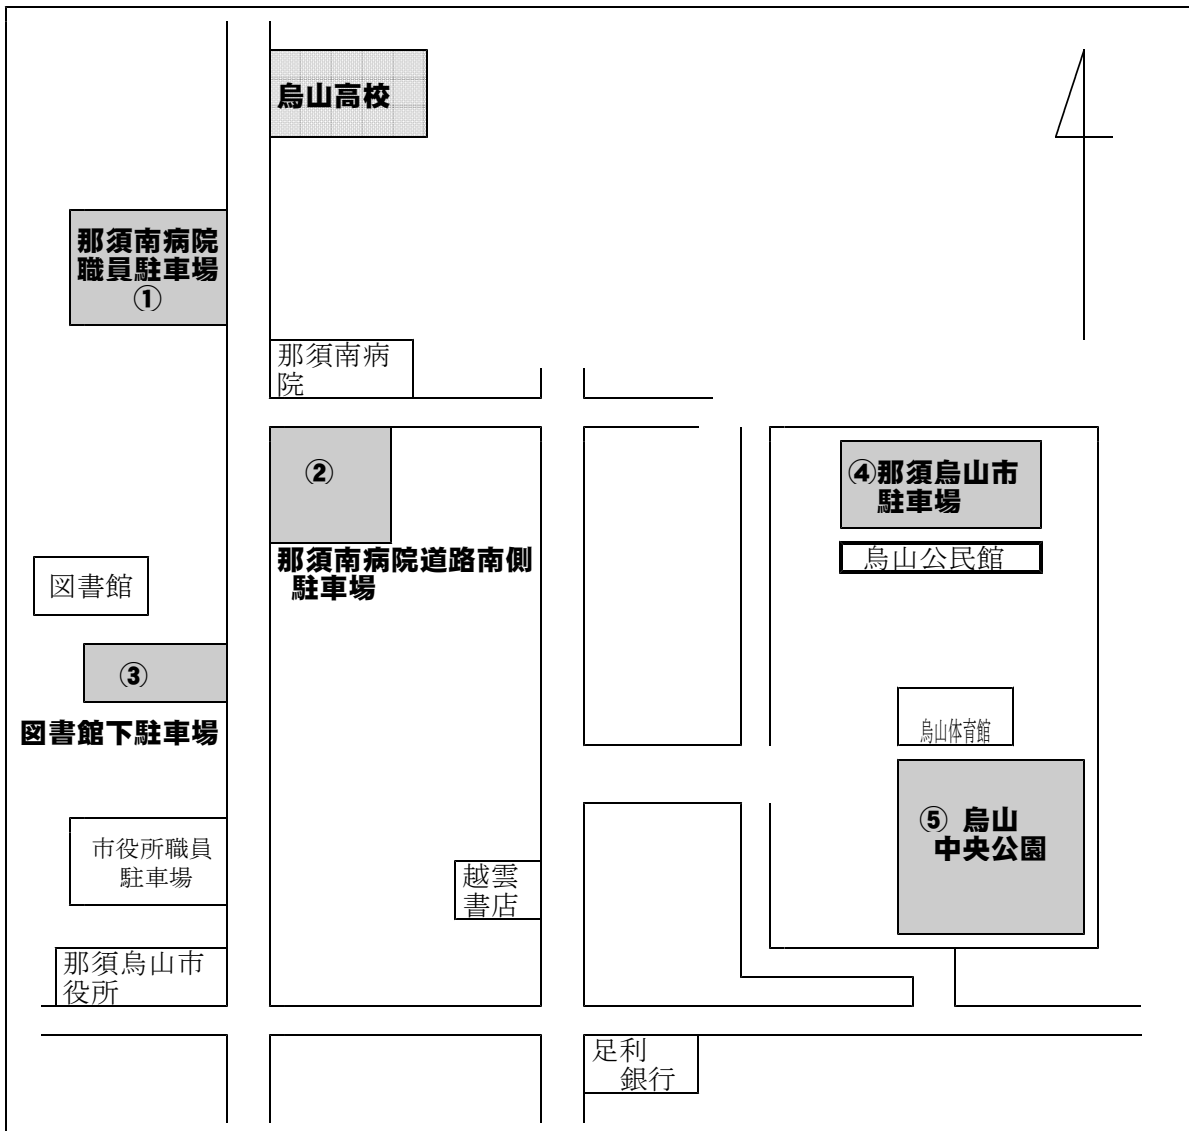 烏山高校
那須南病院
職員駐車場
①
那須南病
院
②
④那須烏山市
駐車場
那須南病院道路南側
駐車場
烏山公民館
図書館
③
図書館下駐車場
烏山体育館
⑤ 烏山
中央公園
市役所職員
駐車場
越雲
書店
那須烏山市
役所
足利
銀行